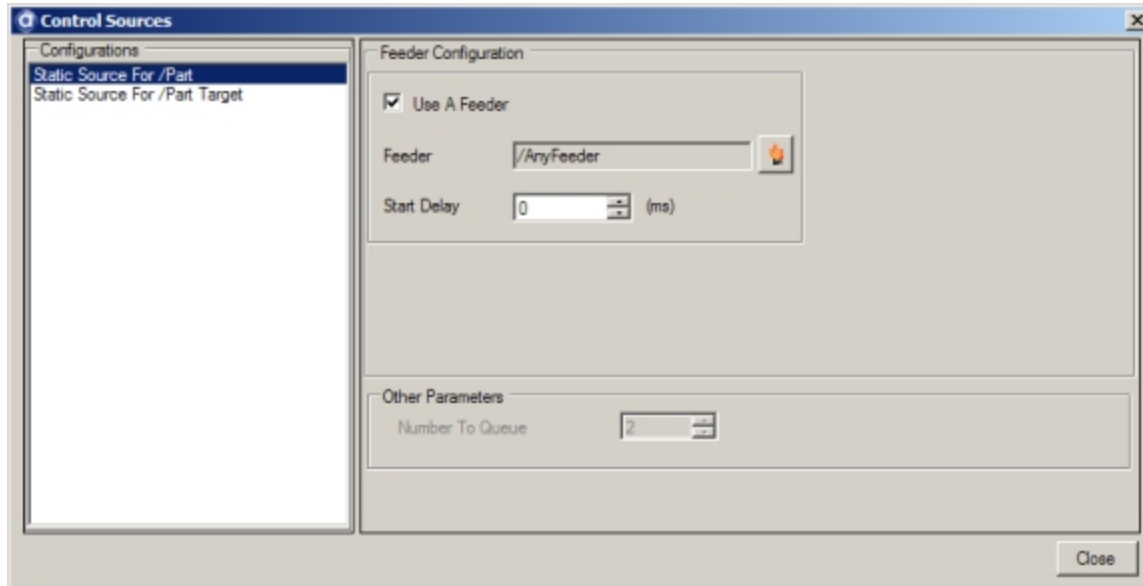 Control Sources
Configurations
Static Source For /Part
Static Source For /Part Target
Feeder Configuration
Use A Feeder
Feeder /AnyFeeder
Start Delay 0 (ms)
Other Parameters
Number To Queue 2
Close